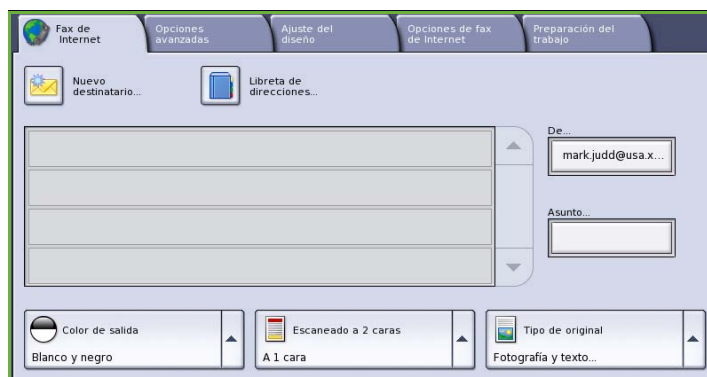 Fax de
Internet
Opciones
avanzadas
Ajuste del
diseño
Opciones de fax
de Internet
Preparación del
trabajo
Nuevo
destinatario...
Libreta de
direcciones...
De...
mark.judd@usa.x...
Asunto...
Color de salida
Blanco y negro
Escaneado a 2 caras
A 1 cara
Tipo de original
Fotografía y texto...